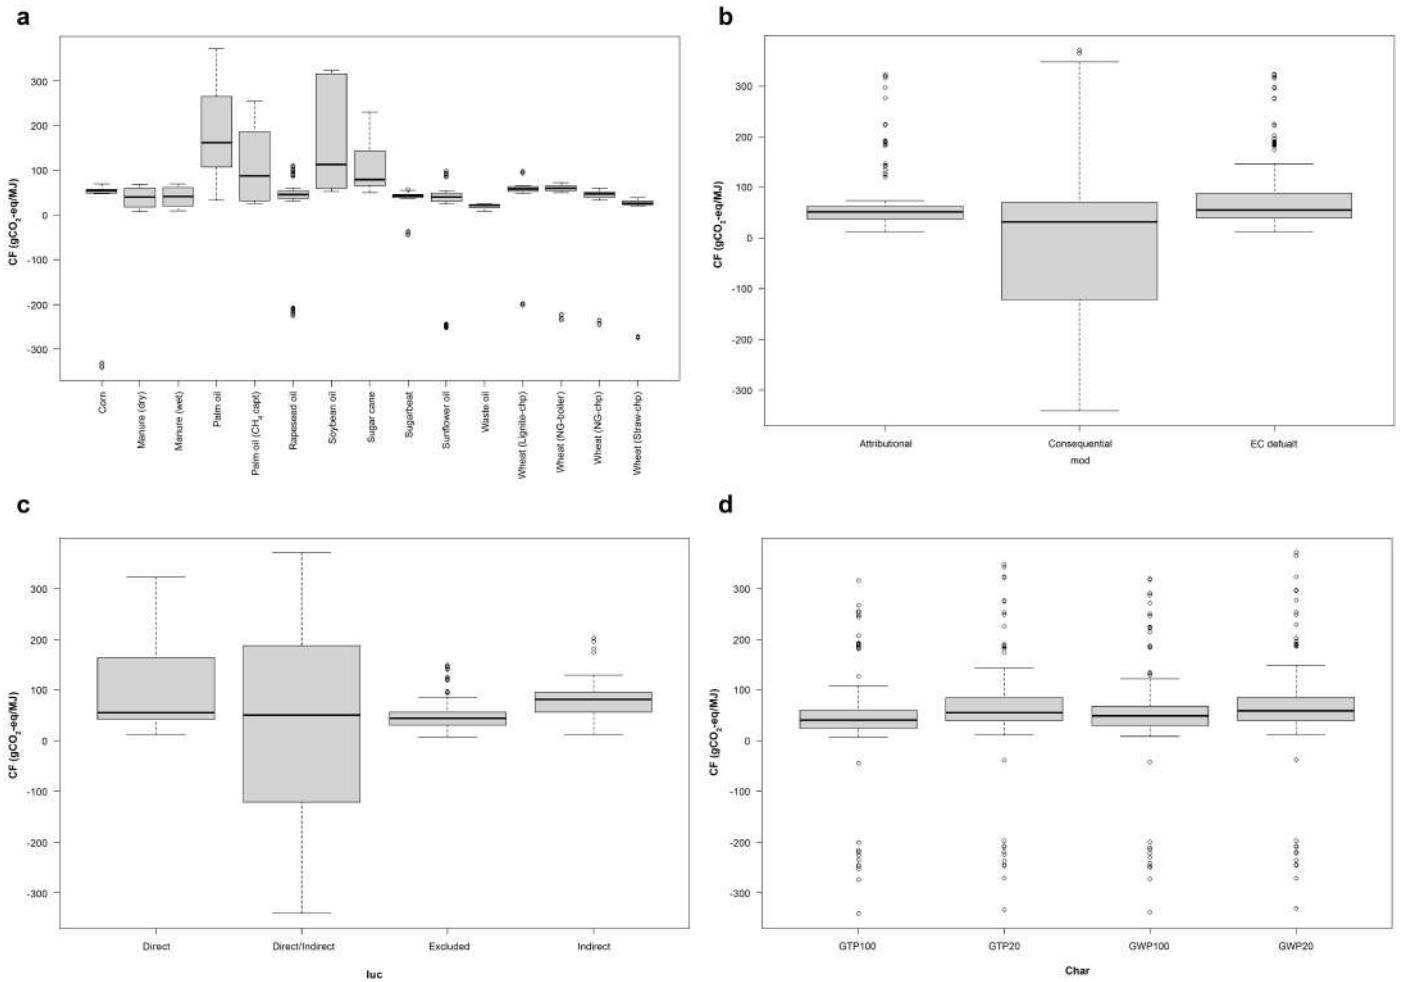 a
CF (gCO2-eq/MJ)
300
200
100
0
-100
-200
-300
Corn
Manure (dry)
Manure (wet)
Palm oil
Palm oil (CH4 capt)
Rapeseed oil
Soybean oil
Sugar cane
Sugarbeat
Sunflower oil
Waste oil
Wheat (Lignite-chp)
Wheat (NG-boiler)
Wheat (NG-chp)
Wheat (Straw-chp)
b
CF (gCO2-eq/MJ)
300
200
100
0
-100
-200
-300
Attributional
Consequential
EC defualt
mod
c
CF (gCO2-eq/MJ)
300
200
100
0
-100
-200
-300
Direct
Direct/Indirect
Excluded
Indirect
luc
d
CF (gCO2-eq/MJ)
300
200
100
0
-100
-200
-300
GTP100
GTP20
GWP100
GWP20
Char